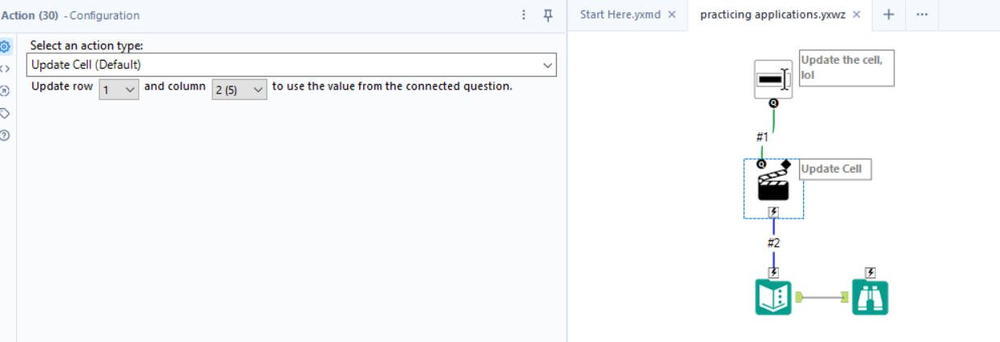 Action (30) - Configuration
Start Here.yxmd
practicing applications.yxwz
Select an action type:
Update Cell (Default)
Update row 1 and column 2 (5) to use the value from the connected question.
Update the cell,
lol
Q
#1
Q
Update Cell
#2